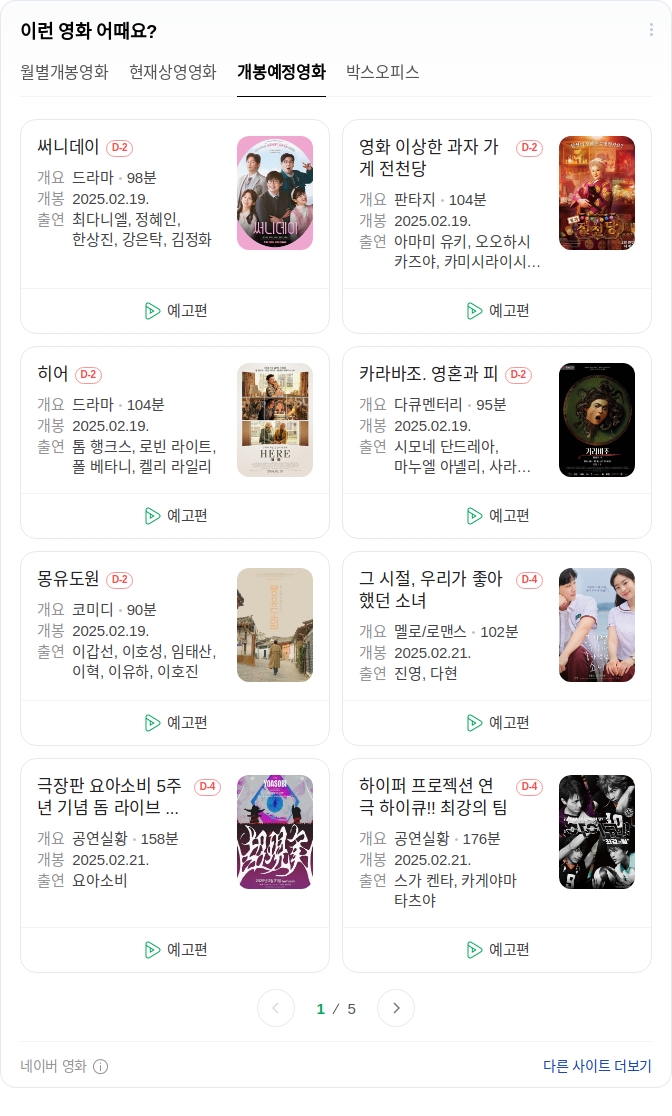 이런 영화 어때요?
월별개봉영화 현재상영영화 개봉예정영화 박스오피스
써니데이 D-2
개요 드라마 · 98분
개봉 2025.02.19.
출연 최다니엘, 정혜인,
한상진, 강은탁, 김정화
써니데이
예고편
영화 이상한 과자 가 D-2
게 전천당
개요 판타지 · 104분
개봉 2025.02.19.
출연 아마미 유키, 오오하시
카즈야, 카미시라이시...
전천당
예고편
히어 D-2
개요 드라마 · 104분
개봉 2025.02.19.
출연 톰 행크스, 로빈 라이트,
폴 베타니, 켈리 라일리
HERE
예고편
카라바조. 영혼과 피 D-2
개요 다큐멘터리 · 95분
개봉 2025.02.19.
출연 시모네 단드레아,
마누엘 아녤리, 사라...
카라바조
예고편
몽유도원 D-2
개요 코미디 · 90분
개봉 2025.02.19.
출연 이갑선, 이호성, 임태산,
이혁, 이유하, 이호진
예고편
그 시절, 우리가 좋아 D-4
했던 소녀
개요 멜로/로맨스 · 102분
개봉 2025.02.21.
출연 진영, 다현
예고편
극장판 요아소비 5주 D-4
년 기념 돔 라이브 ...
개요 공연실황 · 158분
개봉 2025.02.21.
출연 요아소비
YOASOBI
超現実
예고편
하이퍼 프로젝션 연 D-4
극 하이큐!! 최강의 팀
개요 공연실황 · 176분
개봉 2025.02.21.
출연 스가 켄타, 카게야마
타츠야
예고편
1 / 5
네이버 영화
다른 사이트 더보기